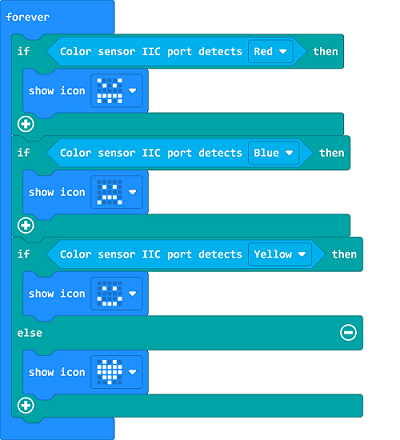 forever
if Color sensor IIC port detects Red then
show icon
if Color sensor IIC port detects Blue then
show icon
if Color sensor IIC port detects Yellow then
show icon
else
show icon